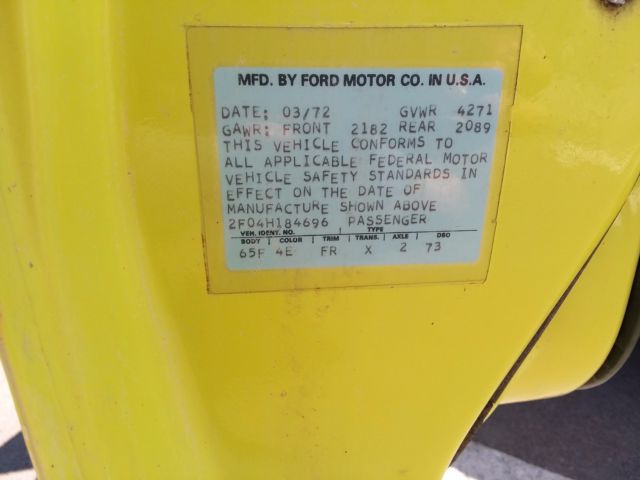 MFD. BY FORD MOTOR CO. IN U.S.A.
DATE: 03/72 GVWR 4271
GAWR: FRONT 2182 REAR 2089
THIS VEHICLE CONFORMS TO
ALL APPLICABLE FEDERAL MOTOR
VEHICLE SAFETY STANDARDS IN
EFFECT ON THE DATE OF
MANUFACTURE SHOWN ABOVE
2F04H184696 PASSENGER
VEH. IDENT. NO. TYPE
BODY COLOR TRIM TRANS. AXLE DSO
65F 4E FR X 2 73